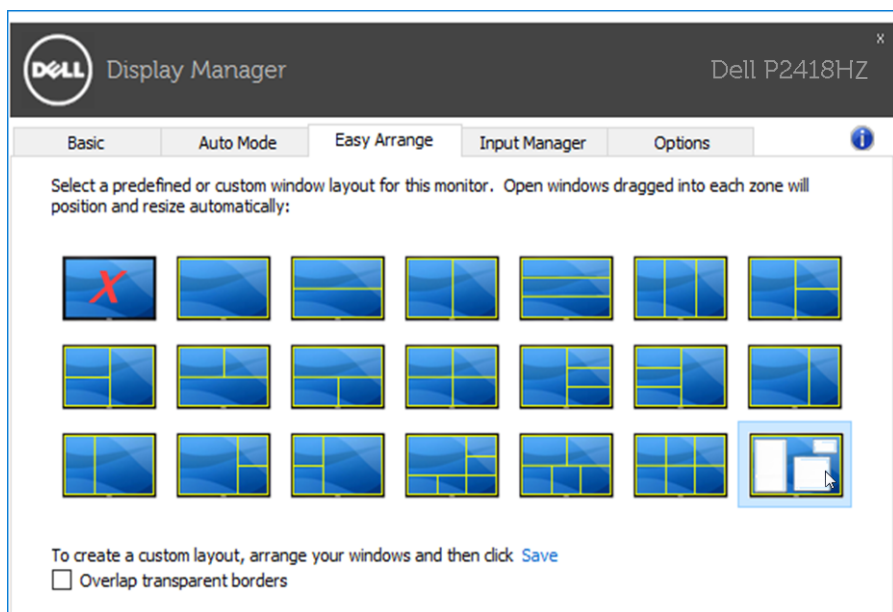 x
DELL Display Manager Dell P2418HZ
Basic Auto Mode Easy Arrange Input Manager Options i
Select a predefined or custom window layout for this monitor. Open windows dragged into each zone will
position and resize automatically:
X
To create a custom layout, arrange your windows and then click Save
Overlap transparent borders